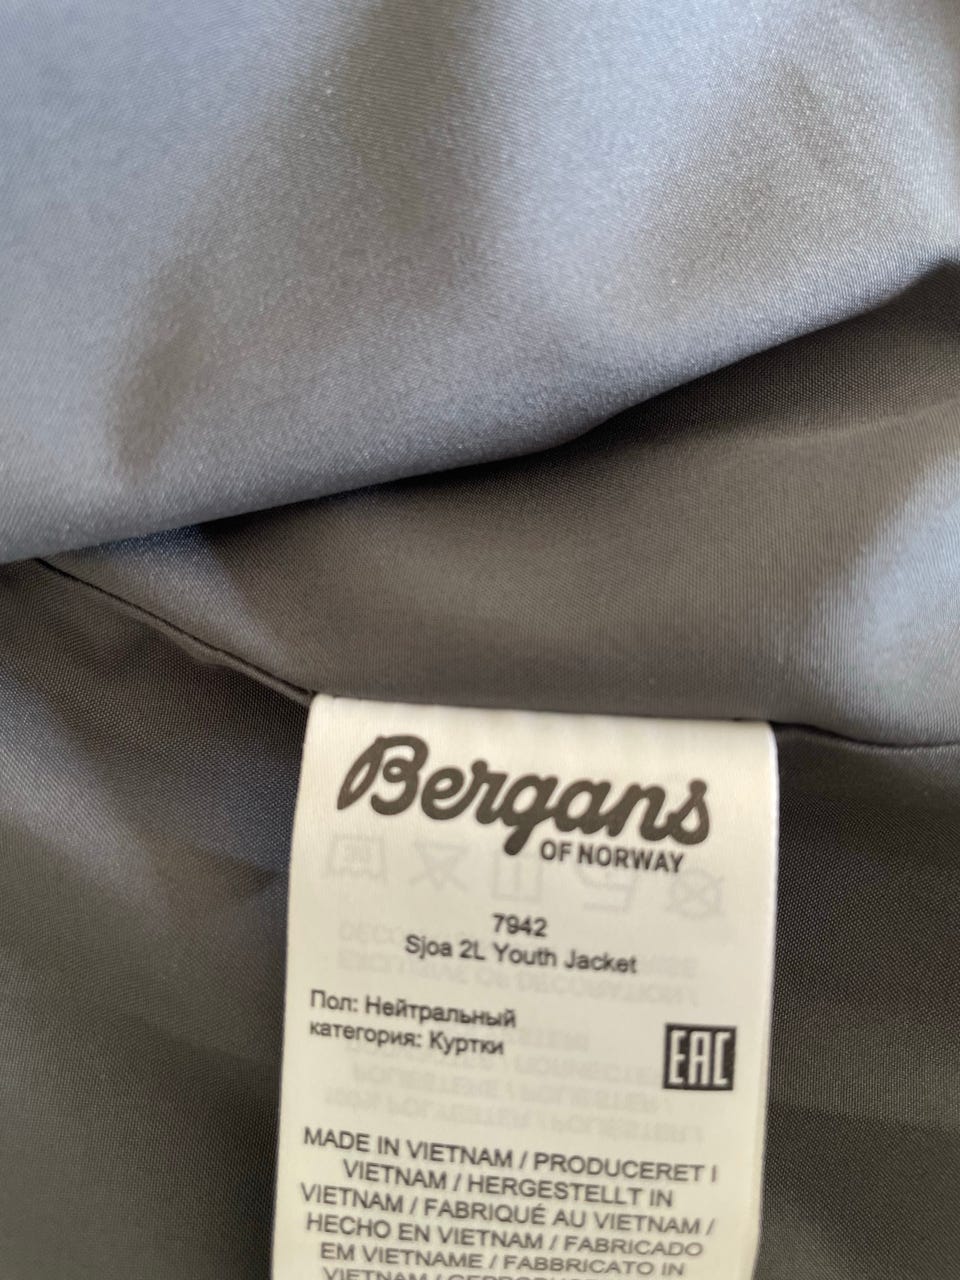 Bergans
OF NORWAY
7942
Sjoa 2L Youth Jacket
Пол: Нейтральный
категория: Куртки
EAC
MADE IN VIETNAM / PRODUCERET I
VIETNAM / HERGESTELLT IN
VIETNAM / FABRIQUÉ AU VIETNAM /
HECHO EN VIETNAM / FABRICADO
EM VIETNAME / FABBRICATO IN
VIETNAM /